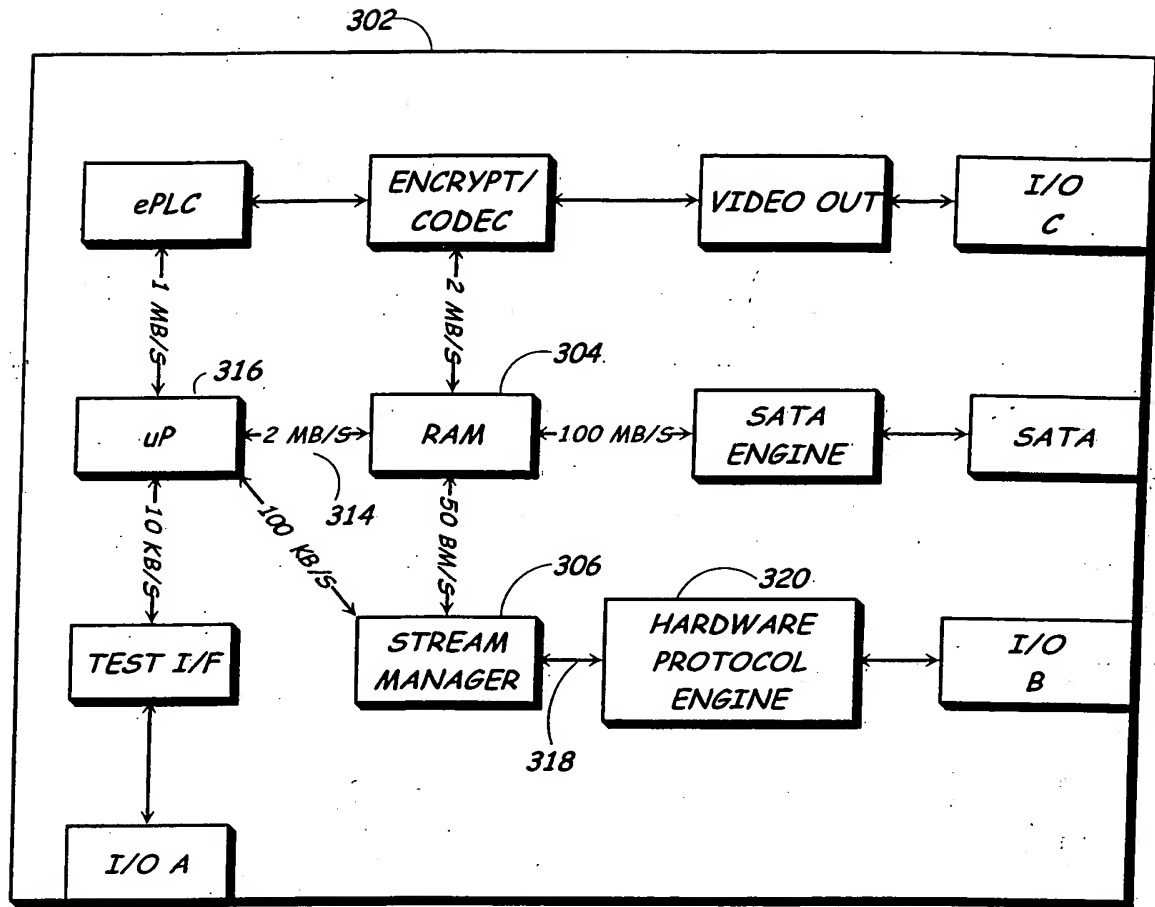 302
ePLC
ENCRYPT/
CODEC
VIDEO OUT
I/O
C
1 MB/S
2 MB/S
316
304
uP
2 MB/S
RAM
100 MB/S
SATA
ENGINE
SATA
314
10 KB/S
100 KB/S
50 BM/S
306
320
TEST I/F
STREAM
MANAGER
HARDWARE
PROTOCOL
ENGINE
I/O
B
318
I/O A